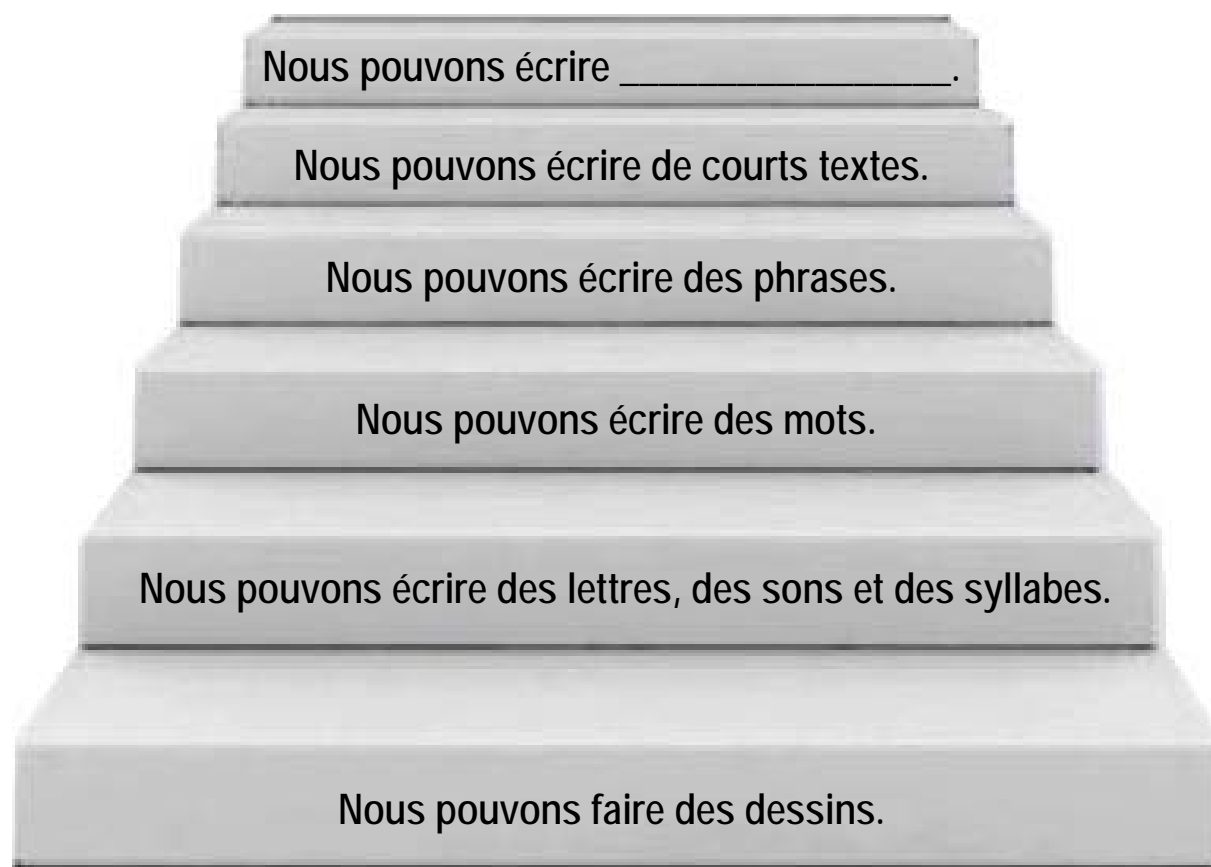 Nous pouvons écrire _________________.
Nous pouvons écrire de courts textes.
Nous pouvons écrire des phrases.
Nous pouvons écrire des mots.
Nous pouvons écrire des lettres, des sons et des syllabes.
Nous pouvons faire des dessins.